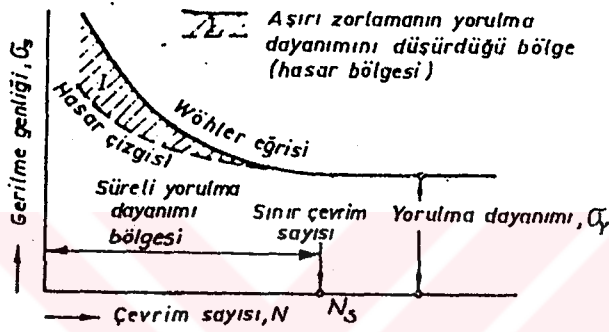 Aşırı zorlamanın yorulma
dayanımını düşürdüğü bölge
(hasar bölgesi)
Gerilme genliği, σs
Hasar çizgisi
Wöhler eğrisi
Süreli yorulma
dayanımı
bölgesi
Sınır çevrim
sayısı
Yorulma dayanımı, σy
Çevrim sayısı, N
Ns